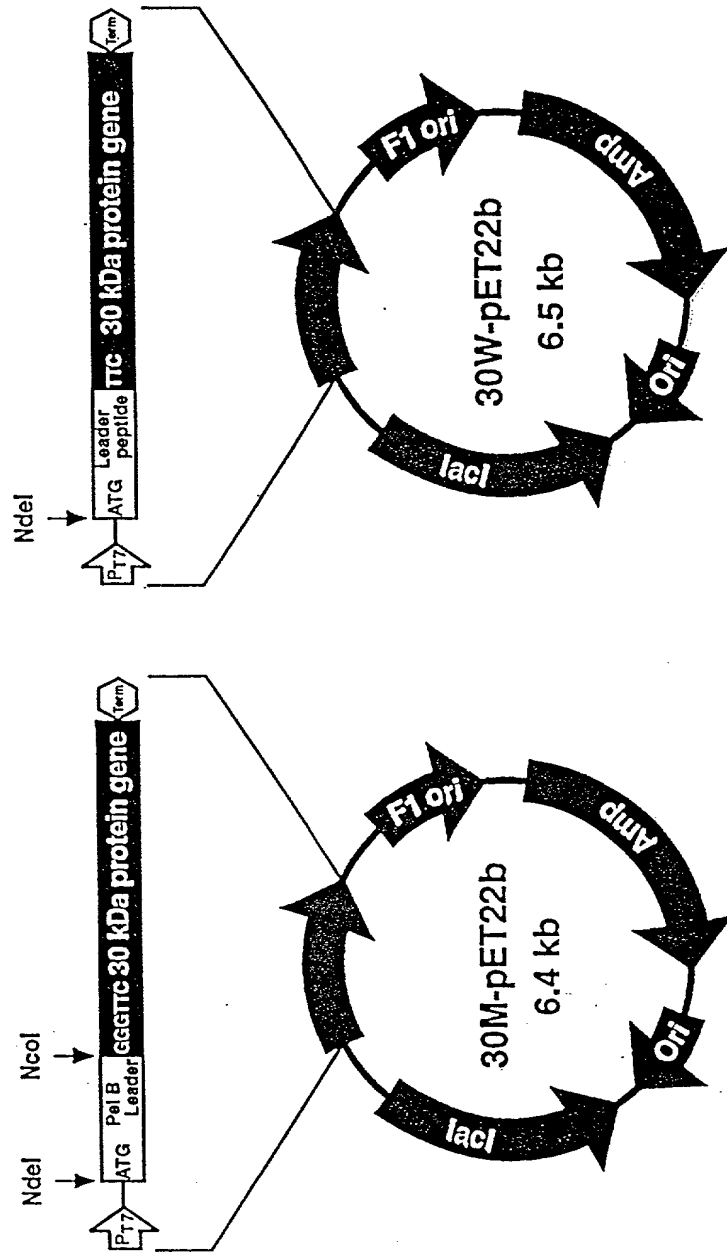 NdeI
NcoI
PT7
ATG
Pel B
Leader
GGGTTC 30 kDa protein gene
Term
F1 ori
Amp
Ori
lacI
30M-pET22b
6.4 kb
NdeI
PT7
ATG
Leader
peptide
TTC 30 kDa protein gene
Term
F1 ori
Amp
Ori
lacI
30W-pET22b
6.5 kb